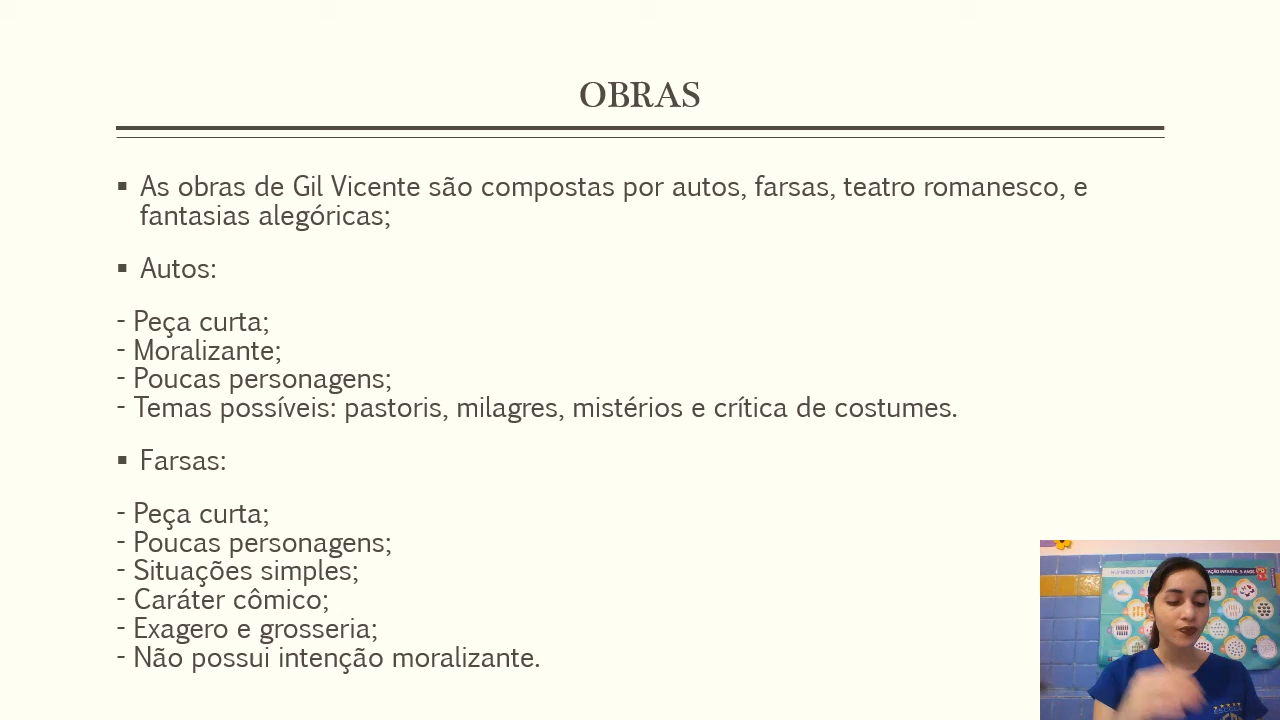 OBRAS
▪ As obras de Gil Vicente são compostas por autos, farsas, teatro romanesco, e
fantasias alegóricas;
▪ Autos:
- Peça curta;
- Moralizante;
- Poucas personagens;
- Temas possíveis: pastoris, milagres, mistérios e crítica de costumes.
▪ Farsas:
- Peça curta;
- Poucas personagens;
- Situações simples;
- Caráter cômico;
- Exagero e grosseria;
- Não possui intenção moralizante.